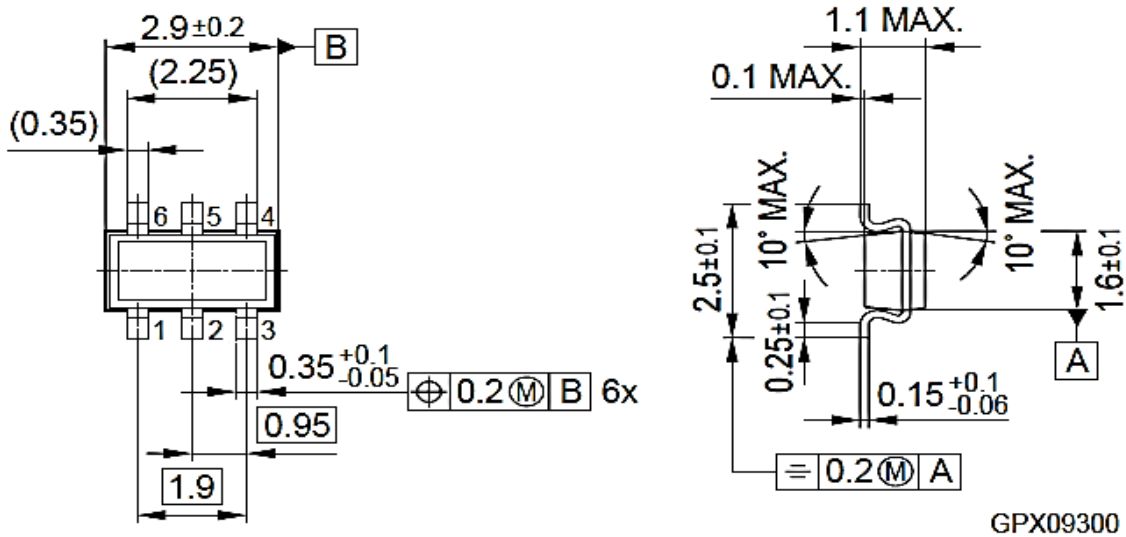 2.9±0.2
B
(2.25)
(0.35)
6 5 4
1 2 3
0.35 +0.1 -0.05
⌖ 0.2 Ⓜ B 6x
0.95
1.9
1.1 MAX.
0.1 MAX.
10° MAX.
10° MAX.
2.5±0.1
1.6±0.1
0.25±0.1
A
0.15 +0.1 -0.06
⌯ 0.2 Ⓜ A
GPX09300